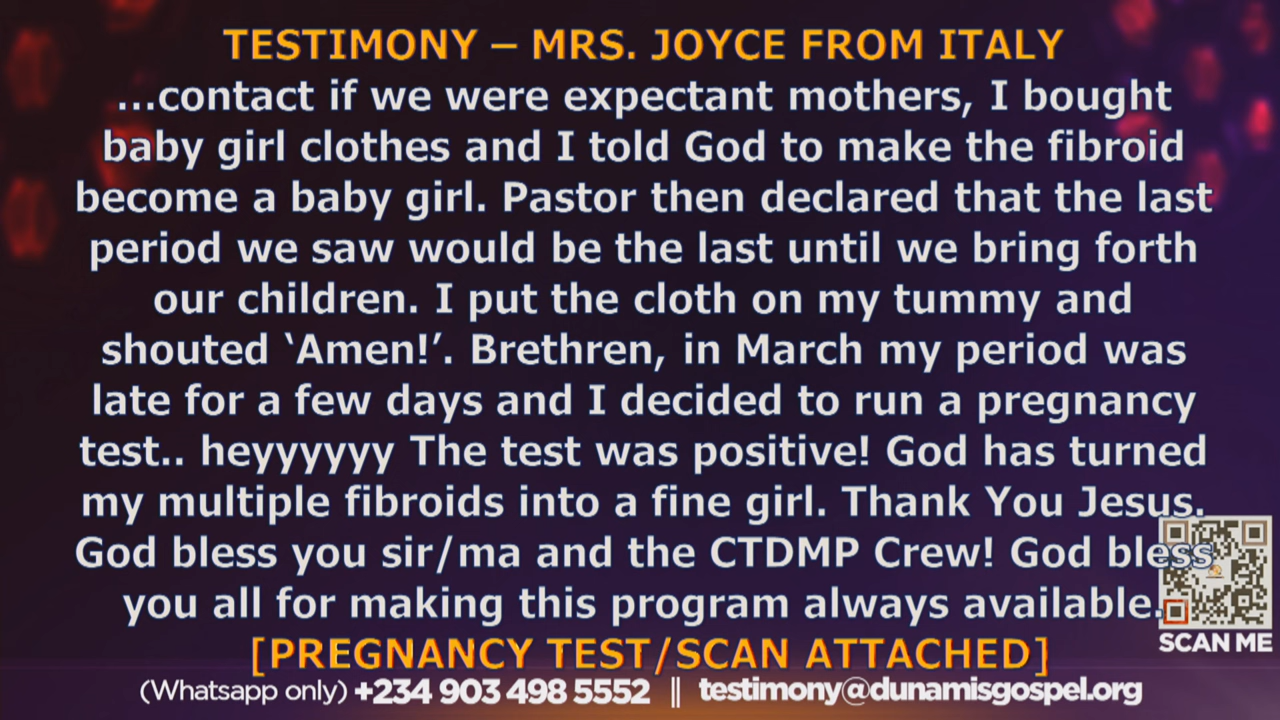 TESTIMONY – MRS. JOYCE FROM ITALY
...contact if we were expectant mothers, I bought
baby girl clothes and I told God to make the fibroid
become a baby girl. Pastor then declared that the last
period we saw would be the last until we bring forth
our children. I put the cloth on my tummy and
shouted ‘Amen!’. Brethren, in March my period was
late for a few days and I decided to run a pregnancy
test.. heyyyyyy The test was positive! God has turned
my multiple fibroids into a fine girl. Thank You Jesus.
God bless you sir/ma and the CTDMP Crew! God bless
you all for making this program always available.
SCAN ME
[PREGNANCY TEST/SCAN ATTACHED]
(Whatsapp only) +234 903 498 5552 || testimony@dunamisgospel.org